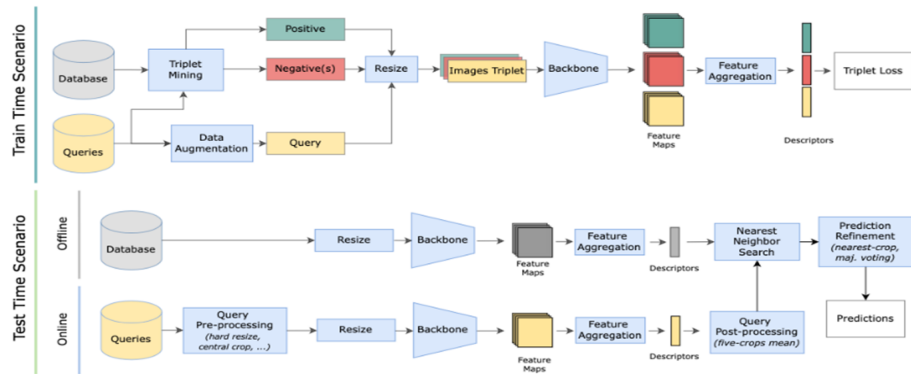 Train Time Scenario
Database
Queries
Triplet
Mining
Data
Augmentation
Positive
Negative(s)
Query
Resize
Images Triplet
Backbone
Feature
Maps
Feature
Aggregation
Descriptors
Triplet Loss
Test Time Scenario
Offline
Database
Resize
Backbone
Feature
Maps
Feature
Aggregation
Descriptors
Nearest
Neighbor
Search
Prediction
Refinement
(nearest-crop,
maj. voting)
Predictions
Online
Queries
Query
Pre-processing
(hard resize,
central crop, ...)
Resize
Backbone
Feature
Maps
Feature
Aggregation
Descriptors
Query
Post-processing
(five-crops mean)